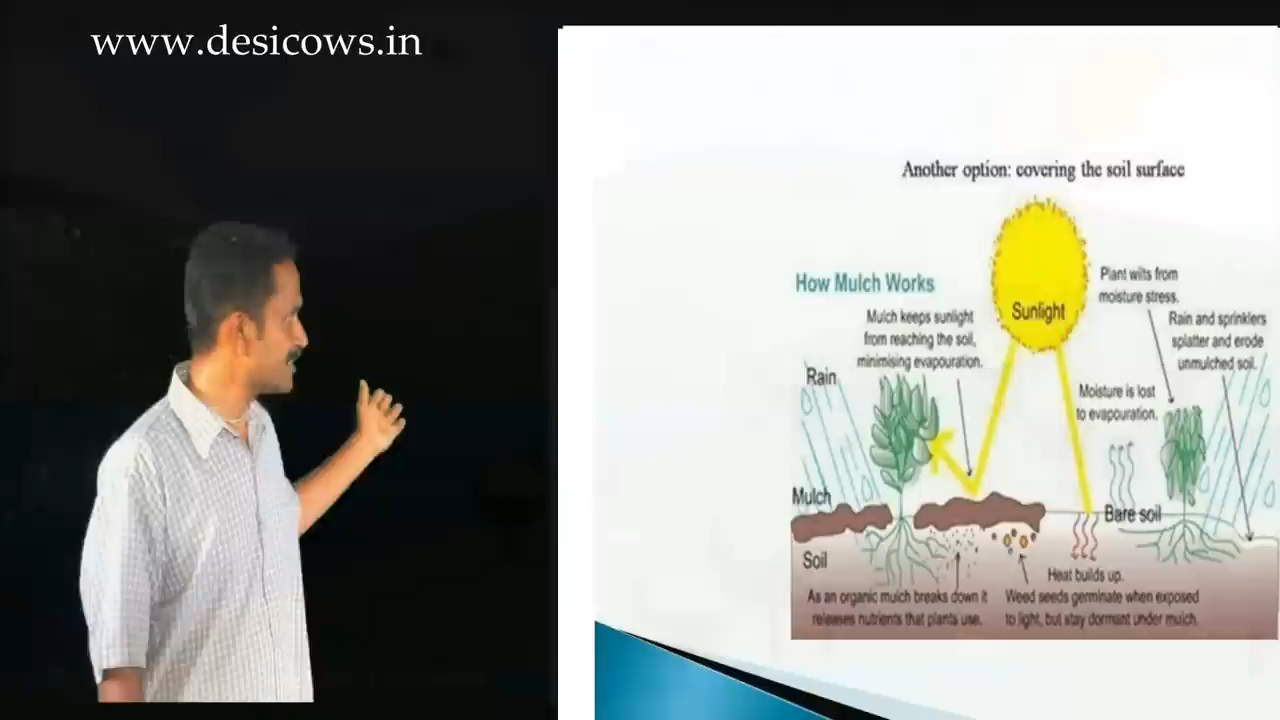 www.desicows.in
Another option: covering the soil surface
How Mulch Works
Sunlight
Mulch keeps sunlight
from reaching the soil,
minimising evapouration.
Plant wilts from
moisture stress.
Rain and sprinklers
splatter and erode
unmulched soil.
Rain
Moisture is lost
to evapouration.
Mulch
Bare soil
Soil
Heat builds up.
As an organic mulch breaks down it
releases nutrients that plants use.
Weed seeds germinate when exposed
to light, but stay dormant under mulch.